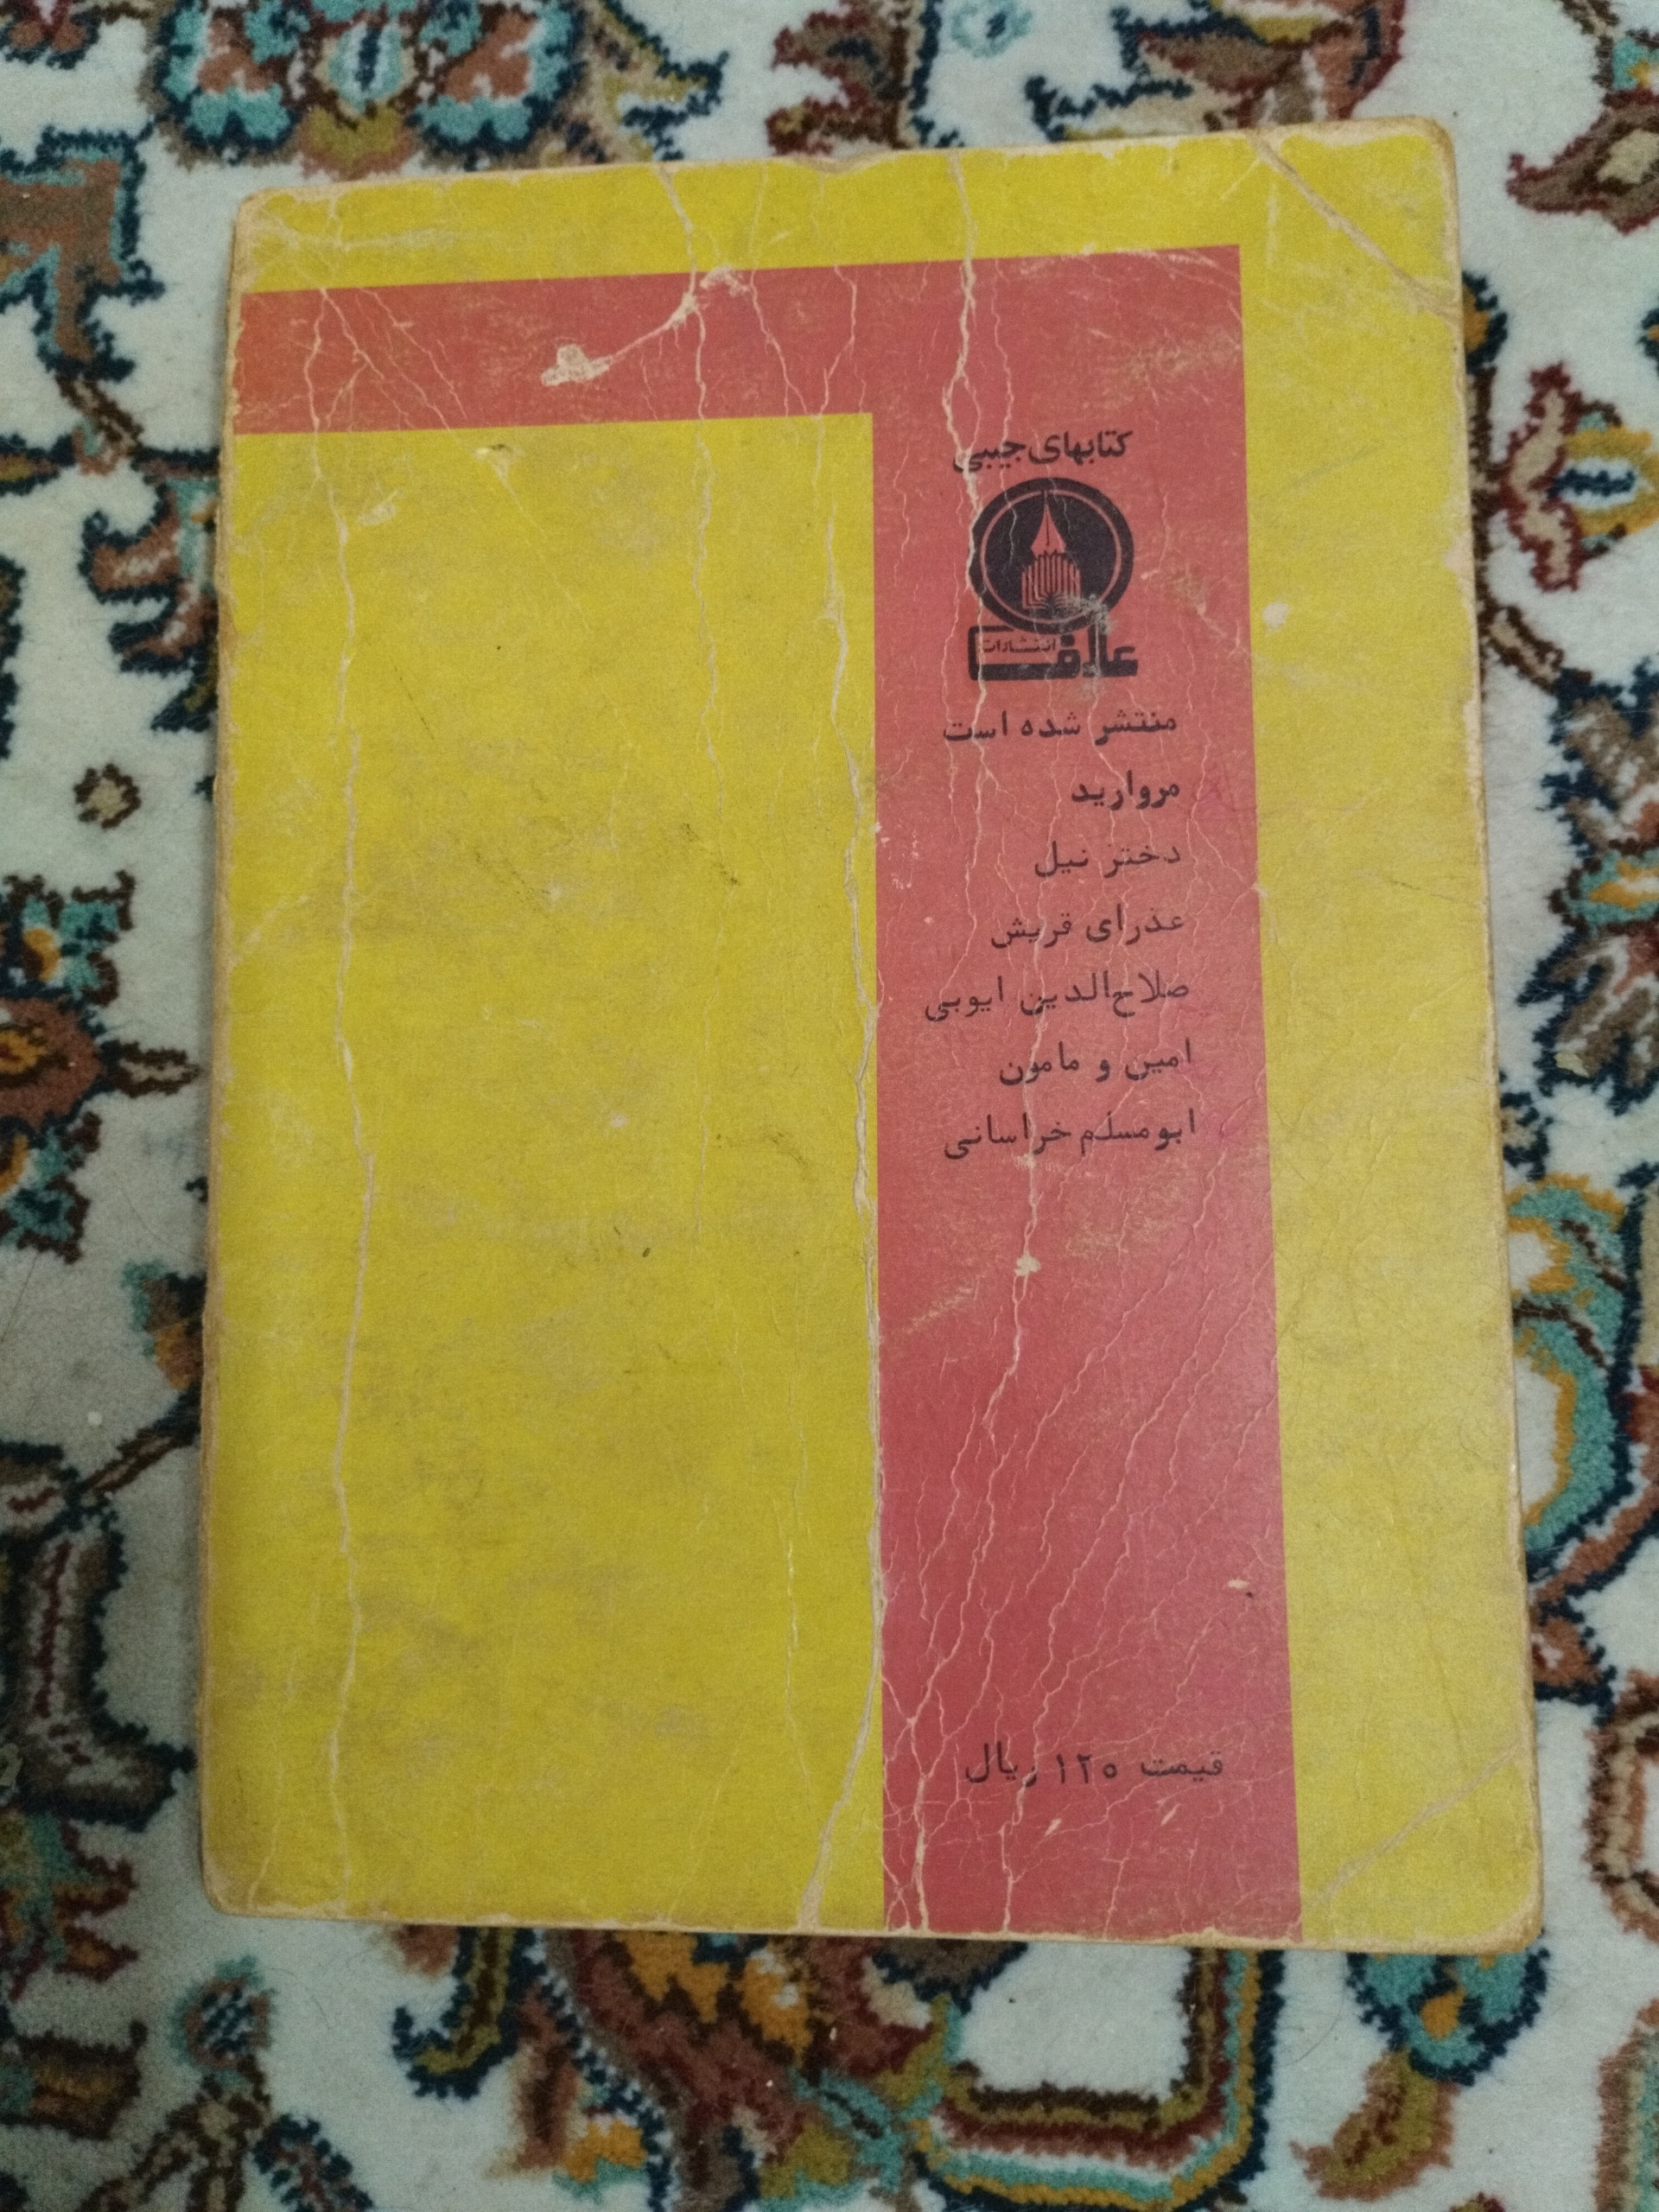 کتابهای جیبی
انتشارات
منتشر شده است
مروارید
دختر نیل
عذرای قریش
صلاح‌الدین ایوبی
امین و مامون
ابومسلم خراسانی
قیمت ۱۲۰ ریال